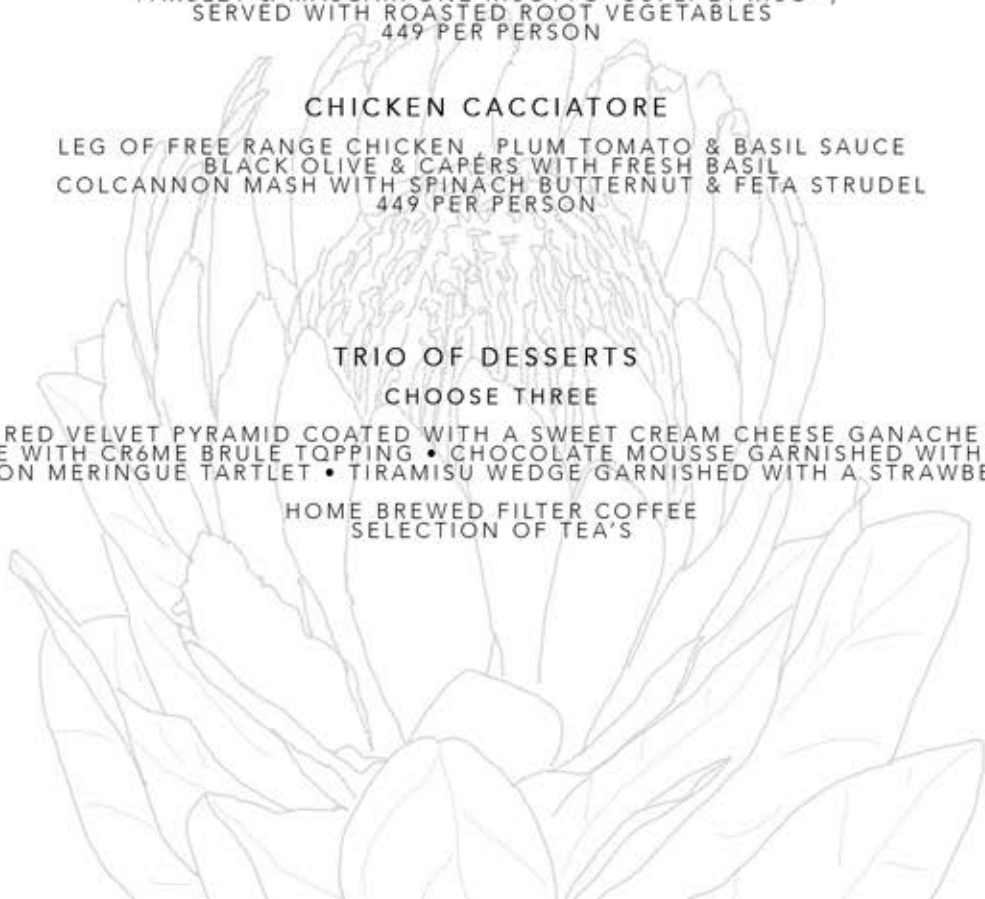 SERVED WITH ROASTED ROOT VEGETABLES
449 PER PERSON
CHICKEN CACCIATORE
LEG OF FREE RANGE CHICKEN , PLUM TOMATO & BASIL SAUCE
BLACK OLIVE & CAPERS WITH FRESH BASIL
COLCANNON MASH WITH SPINACH BUTTERNUT & FETA STRUDEL
449 PER PERSON
TRIO OF DESSERTS
CHOOSE THREE
RED VELVET PYRAMID COATED WITH A SWEET CREAM CHEESE GANACHE
E WITH CR6ME BRULE TOPPING • CHOCOLATE MOUSSE GARNISHED WITH
ON MERINGUE TARTLET • TIRAMISU WEDGE GARNISHED WITH A STRAWBE
HOME BREWED FILTER COFFEE
SELECTION OF TEA'S